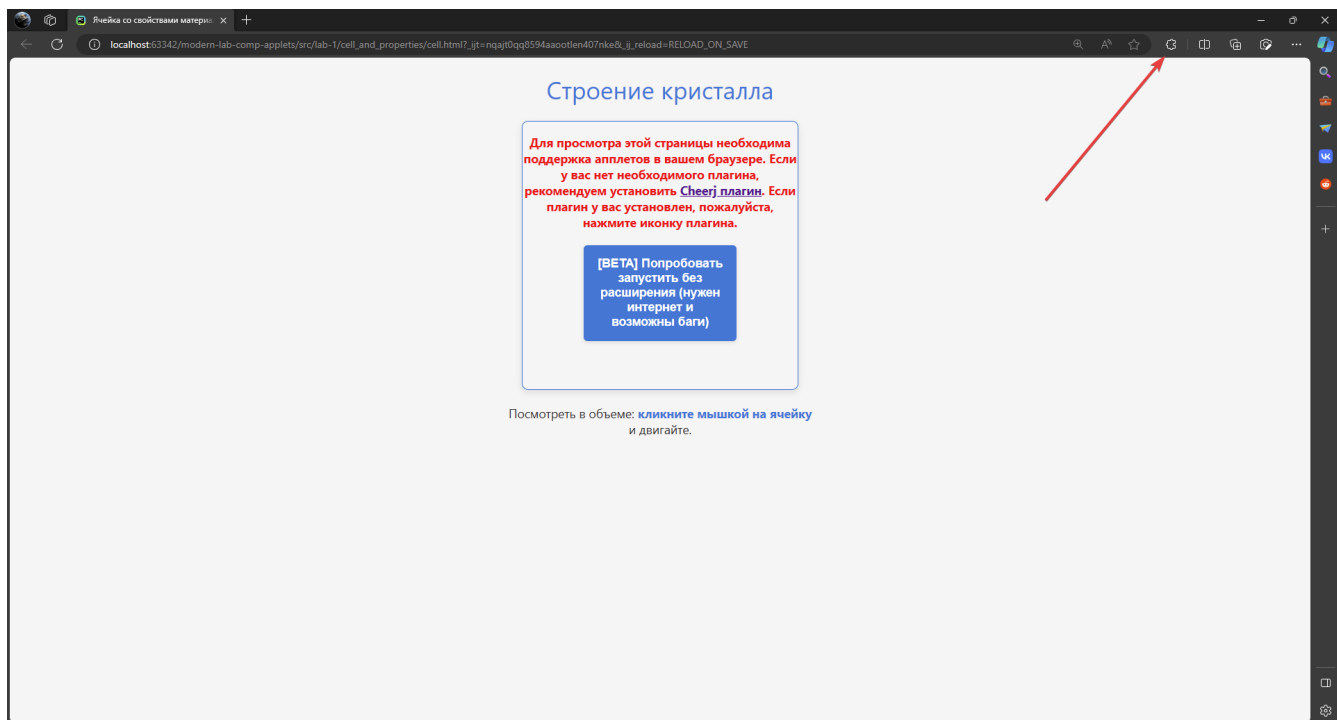 Ячейка со свойствами материа
localhost:63342/modern-lab-comp-applets/src/lab-1/cell_and_properties/cell.html?_ijt=nqajt0qq8594aaootlen407nke&_ij_reload=RELOAD_ON_SAVE
Строение кристалла
Для просмотра этой страницы необходима
поддержка апплетов в вашем браузере. Если
у вас нет необходимого плагина,
рекомендуем установить Cheerj плагин. Если
плагин у вас установлен, пожалуйста,
нажмите иконку плагина.
[BETA] Попробовать
запустить без
расширения (нужен
интернет и
возможны баги)
Посмотреть в объеме: кликните мышкой на ячейку
и двигайте.